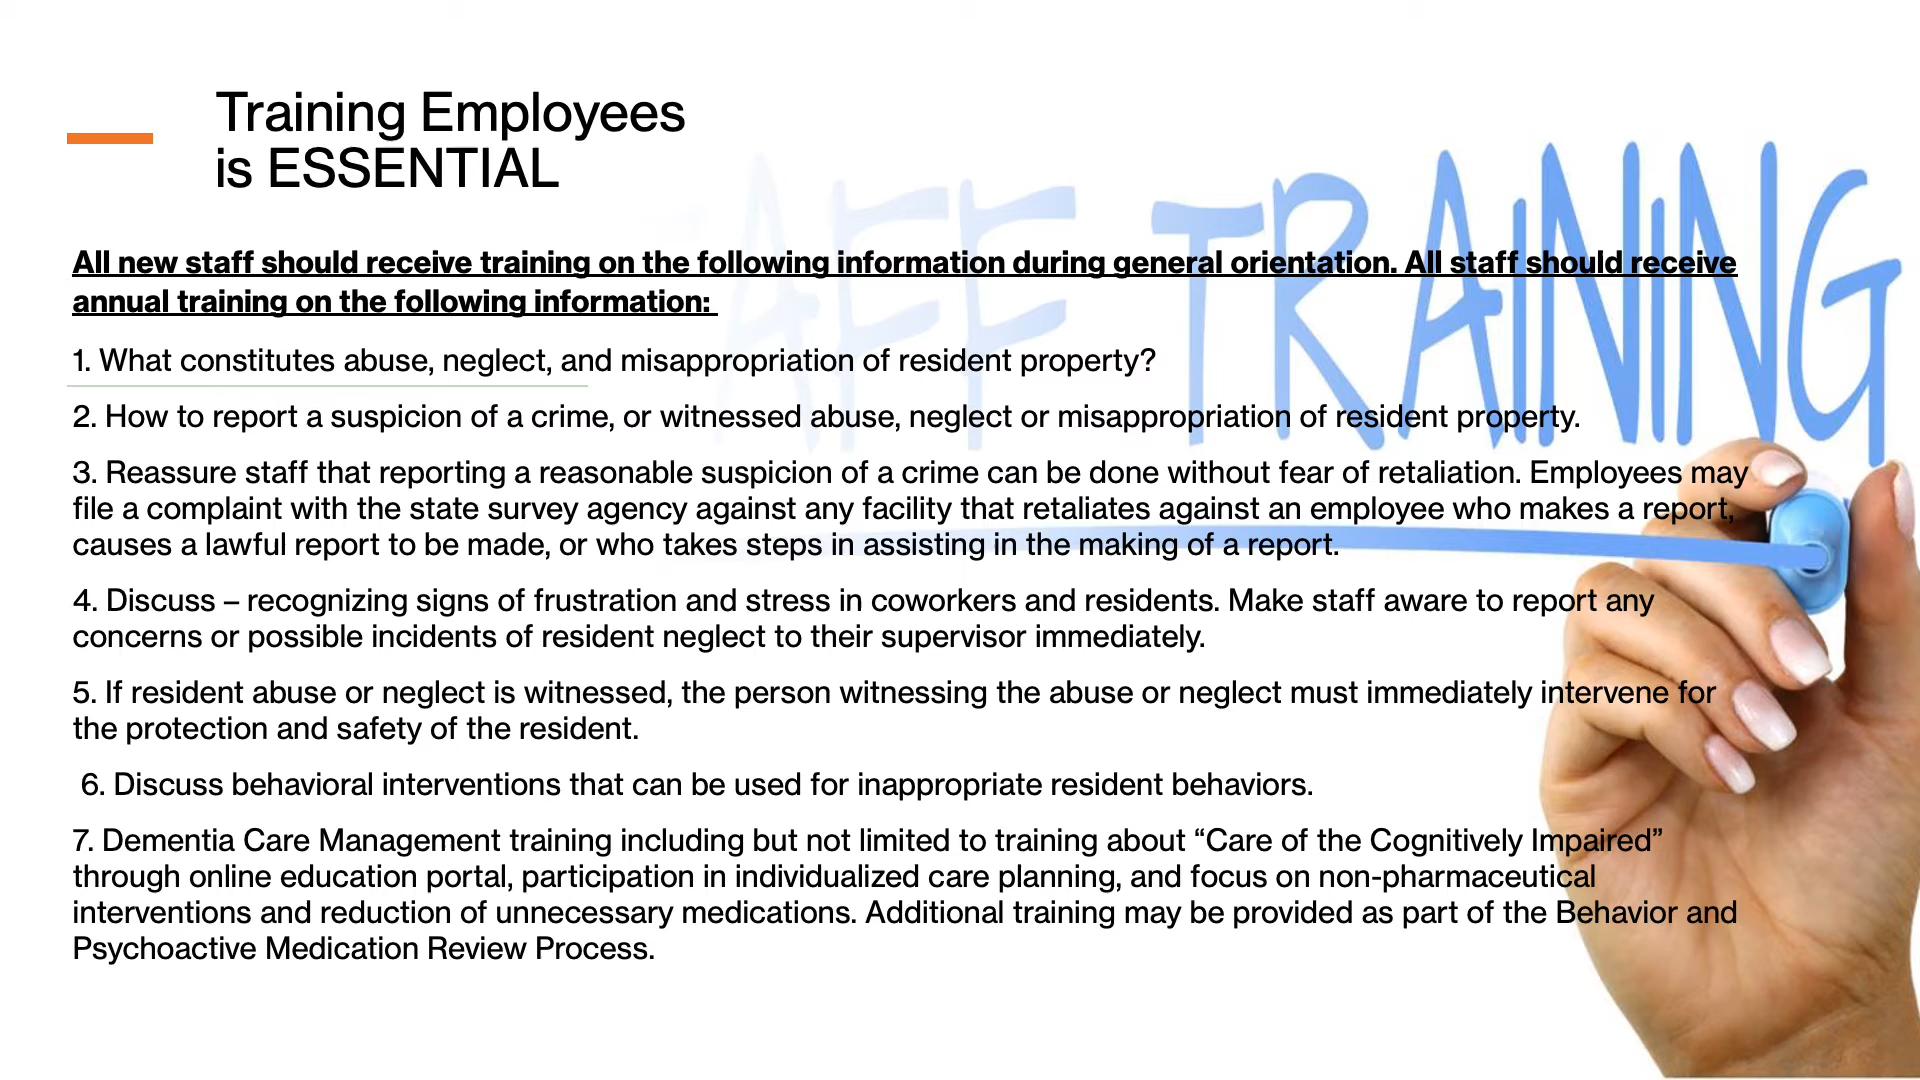 Training Employees
is ESSENTIAL
AFF TRAINING
All new staff should receive training on the following information during general orientation. All staff should receive
annual training on the following information:
1. What constitutes abuse, neglect, and misappropriation of resident property?
2. How to report a suspicion of a crime, or witnessed abuse, neglect or misappropriation of resident property.
3. Reassure staff that reporting a reasonable suspicion of a crime can be done without fear of retaliation. Employees may
file a complaint with the state survey agency against any facility that retaliates against an employee who makes a report,
causes a lawful report to be made, or who takes steps in assisting in the making of a report.
4. Discuss – recognizing signs of frustration and stress in coworkers and residents. Make staff aware to report any
concerns or possible incidents of resident neglect to their supervisor immediately.
5. If resident abuse or neglect is witnessed, the person witnessing the abuse or neglect must immediately intervene for
the protection and safety of the resident.
6. Discuss behavioral interventions that can be used for inappropriate resident behaviors.
7. Dementia Care Management training including but not limited to training about “Care of the Cognitively Impaired”
through online education portal, participation in individualized care planning, and focus on non-pharmaceutical
interventions and reduction of unnecessary medications. Additional training may be provided as part of the Behavior and
Psychoactive Medication Review Process.